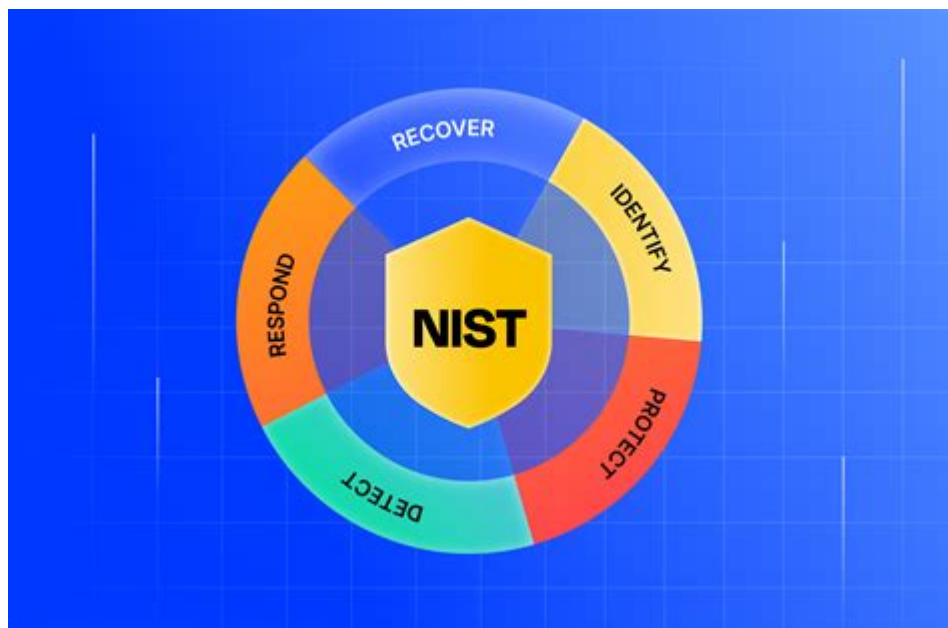 RECOVER
IDENTIFY
PROTECT
DETECT
RESPOND
NIST